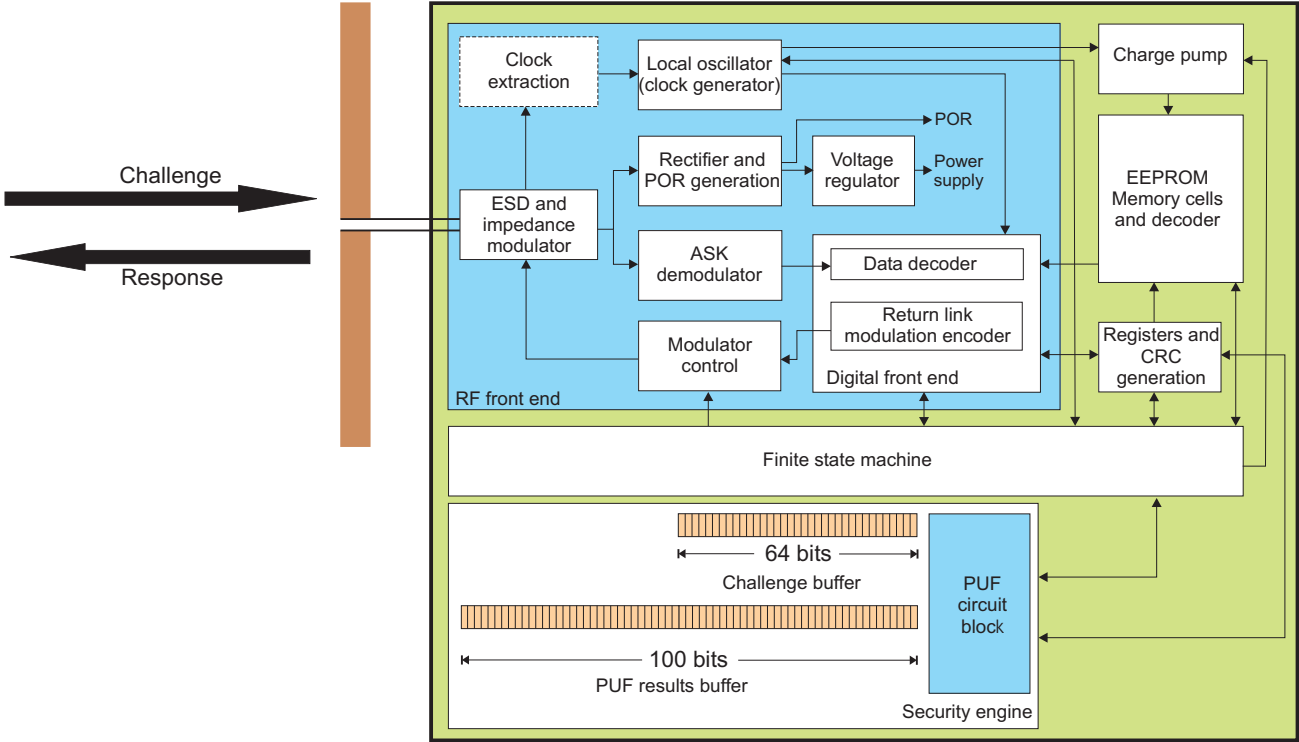 Challenge
Response
Clock
extraction
Local oscillator
(clock generator)
Charge pump
Rectifier and
POR generation
POR
Voltage
regulator
Power
supply
EEPROM
Memory cells
and decoder
ESD and
impedance
modulator
ASK
demodulator
Data decoder
Return link
modulation encoder
Modulator
control
Digital front end
RF front end
Registers and
CRC
generation
Finite state machine
64 bits
Challenge buffer
100 bits
PUF results buffer
PUF
circuit
block
Security engine